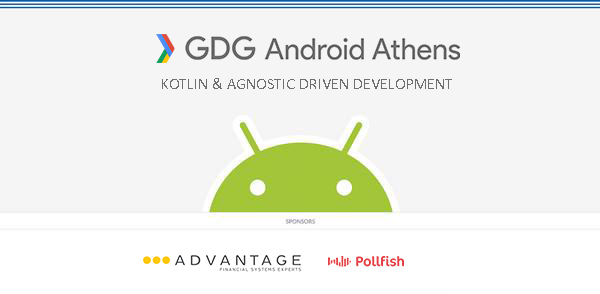 GDG Android Athens
KOTLIN & AGNOSTIC DRIVEN DEVELOPMENT
SPONSORS
ADVANTAGE
FINANCIAL SYSTEMS EXPERTS
Pollfish